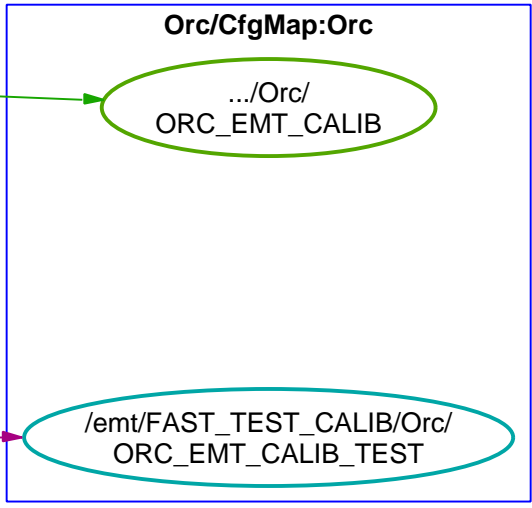 Orc/CfgMap:Orc
.../Orc/
ORC_EMT_CALIB
/emt/FAST_TEST_CALIB/Orc/
ORC_EMT_CALIB_TEST